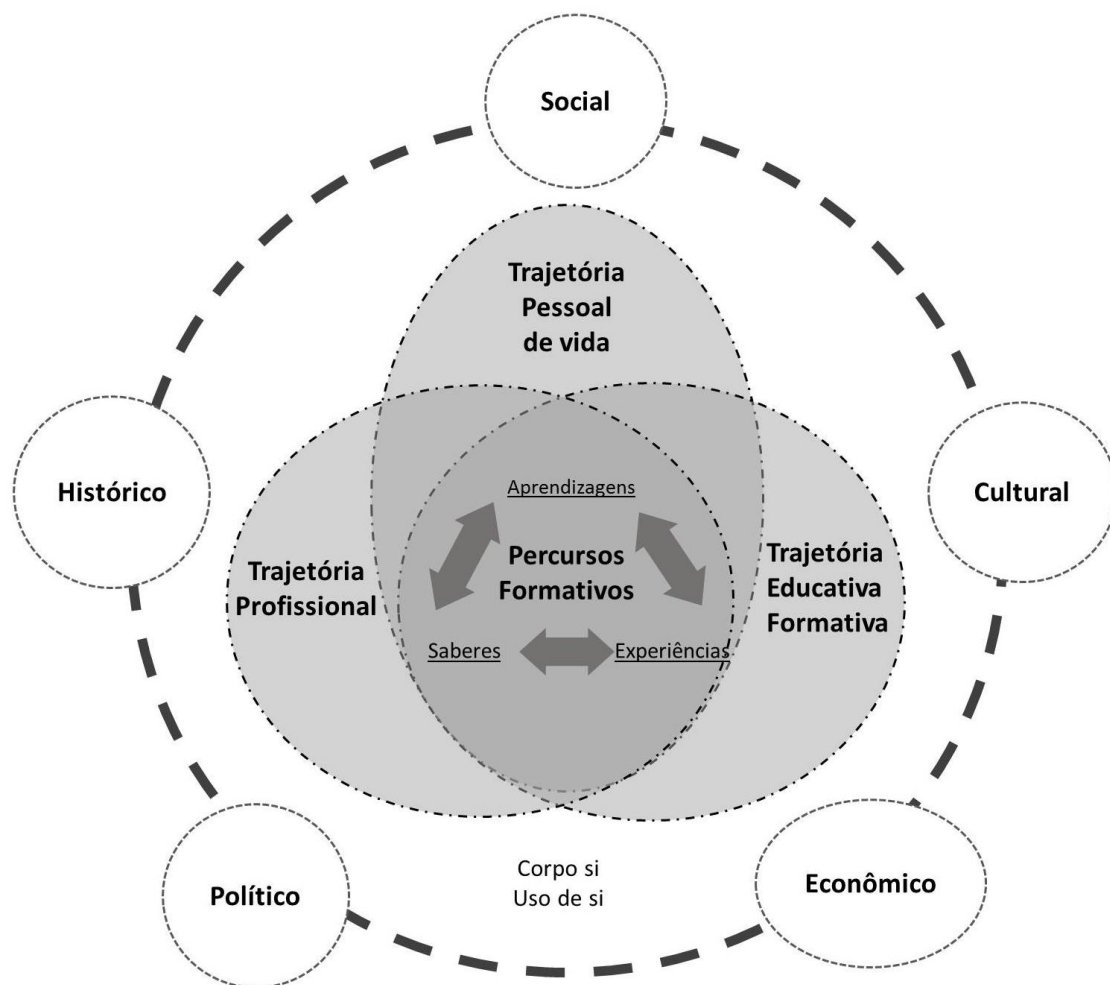 Social
Trajetória
Pessoal
de vida
Histórico
Cultural
Aprendizagens
Percursos
Formativos
Trajetória
Profissional
Trajetória
Educativa
Formativa
Saberes
Experiências
Corpo si
Uso de si
Político
Econômico